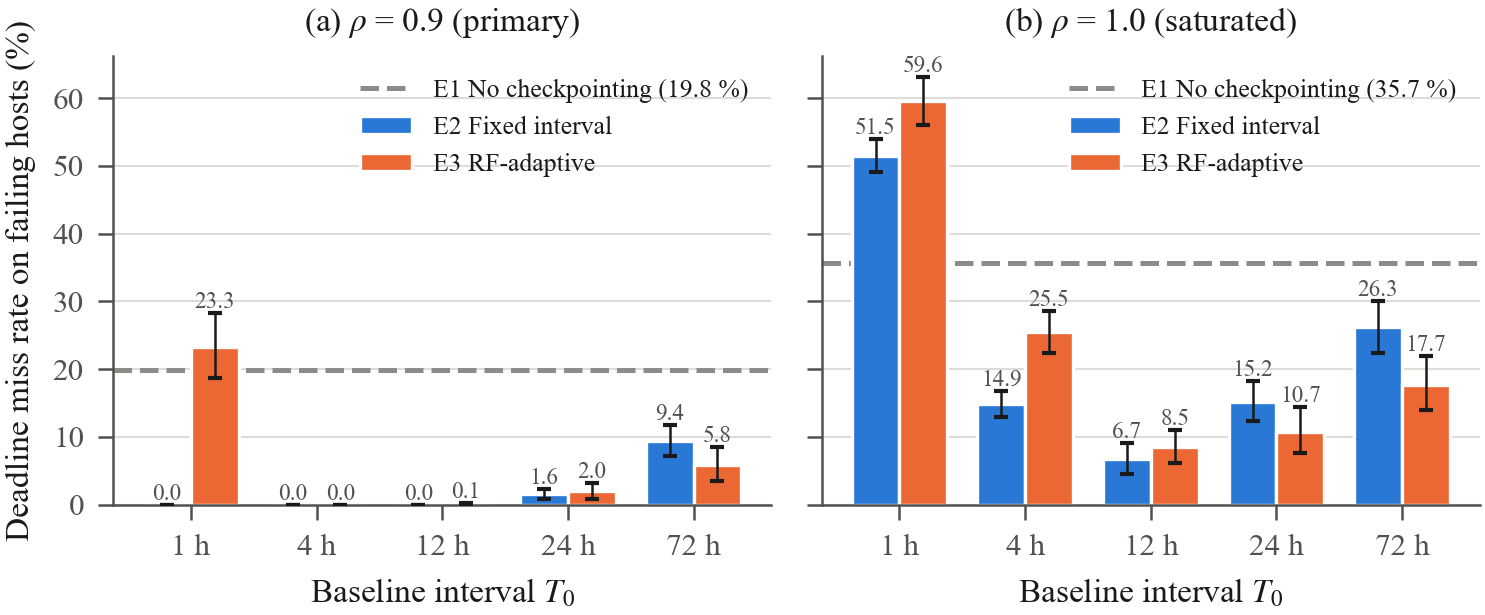 (a) ρ = 0.9 (primary)
Deadline miss rate on failing hosts (%)
60
50
40
30
20
10
0
E1 No checkpointing (19.8 %)
E2 Fixed interval
E3 RF-adaptive
0.0 23.3
0.0 0.0
0.0 0.1
1.6 2.0
9.4 5.8
1 h 4 h 12 h 24 h 72 h
Baseline interval T0
(b) ρ = 1.0 (saturated)
E1 No checkpointing (35.7 %)
E2 Fixed interval
E3 RF-adaptive
51.5 59.6
14.9 25.5
6.7 8.5
15.2 10.7
26.3 17.7
1 h 4 h 12 h 24 h 72 h
Baseline interval T0